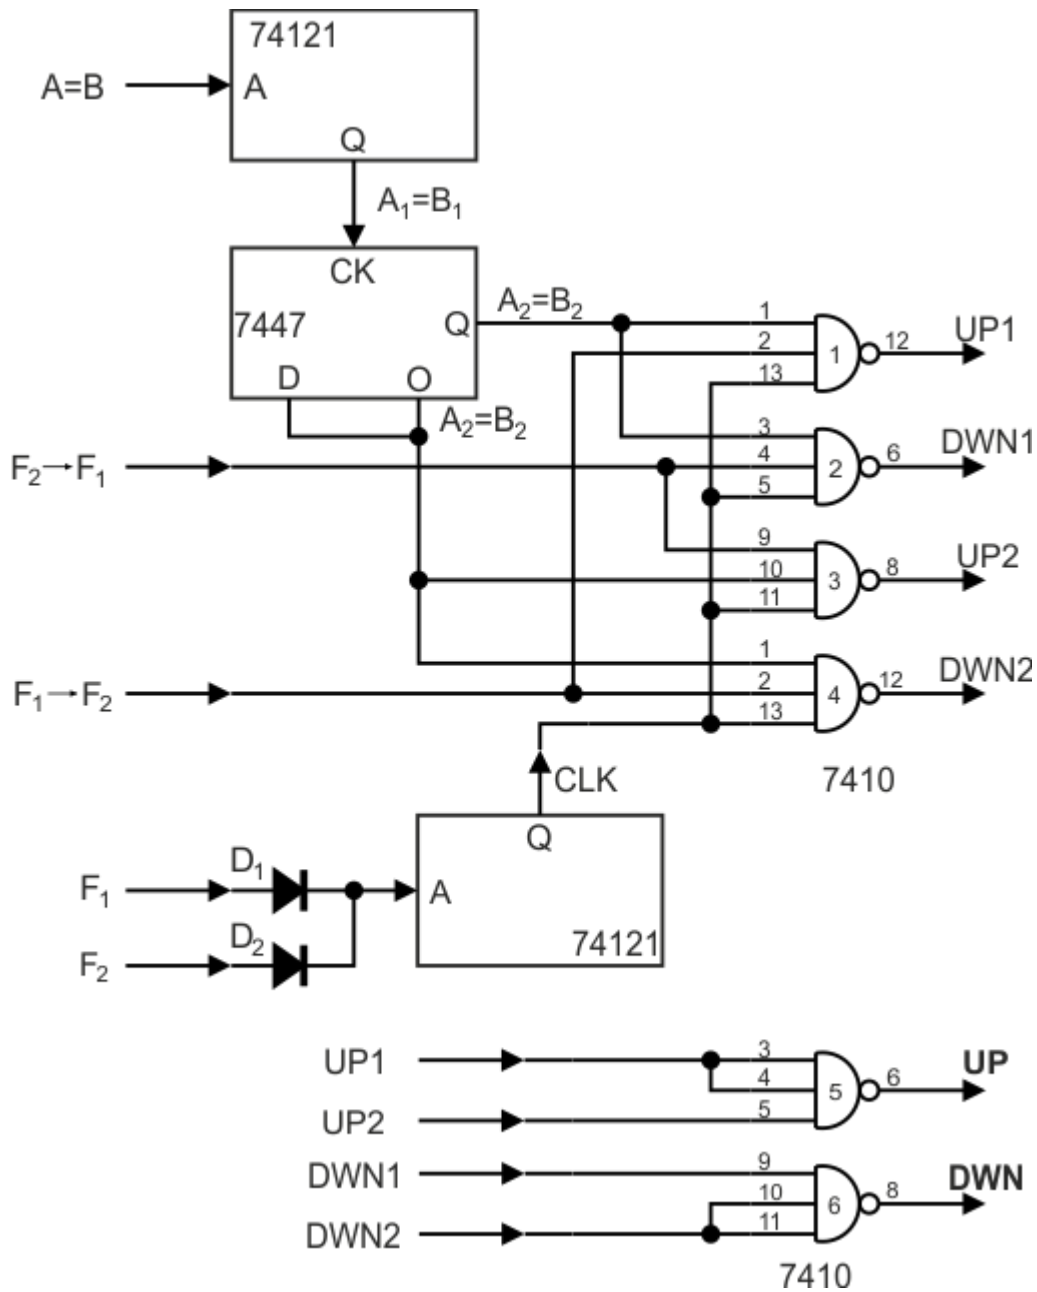 74121
A=B
A
Q
A₁=B₁
CK
7447
Q
A₂=B₂
D
O
A₂=B₂
1
2
13
1
12
UP1
3
4
5
2
6
DWN1
F₂→F₁
9
10
11
3
8
UP2
1
2
13
4
12
DWN2
F₁→F₂
7410
CLK
Q
A
74121
F₁
D₁
F₂
D₂
UP1
UP2
3
4
5
5
6
UP
DWN1
DWN2
9
10
11
6
8
DWN
7410